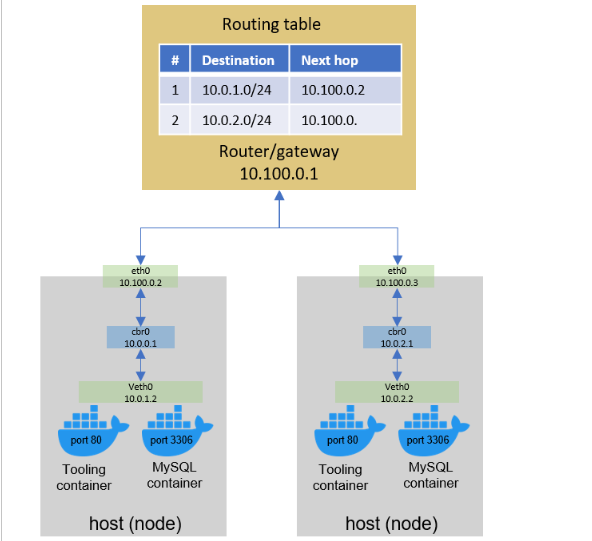 Routing table
# Destination Next hop
1 10.0.1.0/24 10.100.0.2
2 10.0.2.0/24 10.100.0.
Router/gateway
10.100.0.1
eth0
10.100.0.2
cbr0
10.0.0.1
Veth0
10.0.1.2
port 80
port 3306
Tooling
container
MySQL
container
host (node)
eth0
10.100.0.3
cbr0
10.0.2.1
Veth0
10.0.2.2
port 80
port 3306
Tooling
container
MySQL
container
host (node)